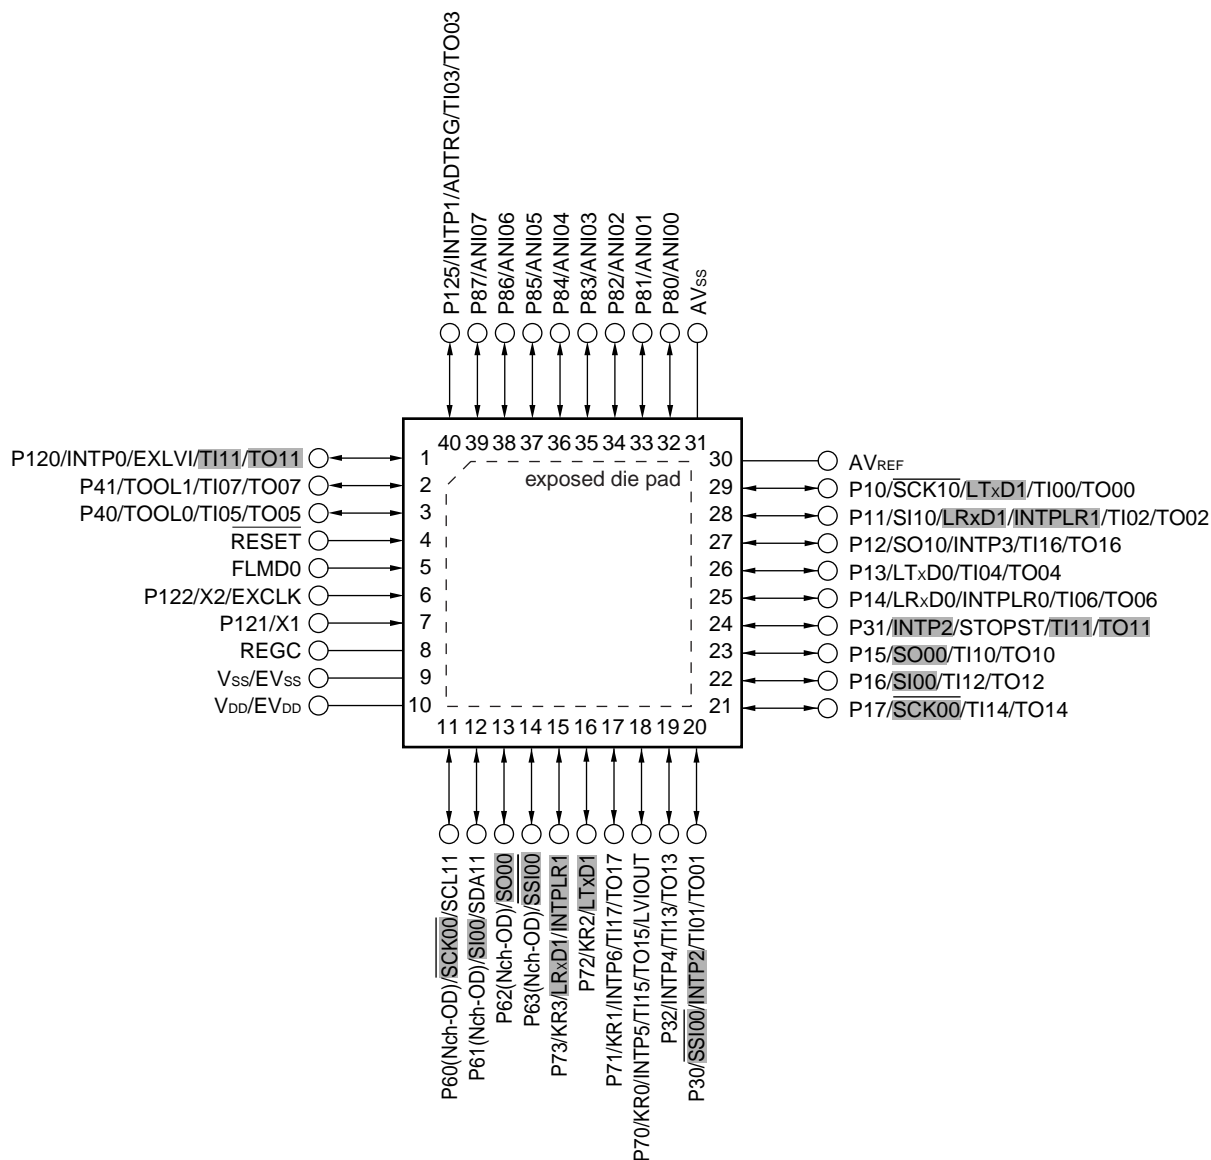 P125/INTP1/ADTRG/TI03/TO03
P87/ANI07
P86/ANI06
P85/ANI05
P84/ANI04
P83/ANI03
P82/ANI02
P81/ANI01
P80/ANI00
AVss
40 39 38 37 36 35 34 33 32 31
P120/INTP0/EXLVI/TI11/TO11 1
P41/TOOL1/TI07/TO07 2
P40/TOOL0/TI05/TO05 3
RESET 4
FLMD0 5
P122/X2/EXCLK 6
P121/X1 7
REGC 8
Vss/EVss 9
VDD/EVDD 10
exposed die pad
30 AVREF
29 P10/SCK10/LTxD1/TI00/TO00
28 P11/SI10/LRxD1/INTPLR1/TI02/TO02
27 P12/SO10/INTP3/TI16/TO16
26 P13/LTxD0/TI04/TO04
25 P14/LRxD0/INTPLR0/TI06/TO06
24 P31/INTP2/STOPST/TI11/TO11
23 P15/SO00/TI10/TO10
22 P16/SI00/TI12/TO12
21 P17/SCK00/TI14/TO14
11 12 13 14 15 16 17 18 19 20
P60(Nch-OD)/SCK00/SCL11
P61(Nch-OD)/SI00/SDA11
P62(Nch-OD)/SO00
P63(Nch-OD)/SSI00
P73/KR3/LRxD1/INTPLR1
P72/KR2/LTxD1
P71/KR1/INTP6/TI17/TO17
P70/KR0/INTP5/TI15/TO15/LVIOUT
P32/INTP4/TI13/TO13
P30/SSI00/INTP2/TI01/TO01